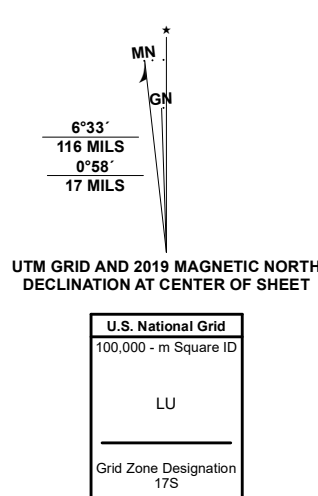 ★
MN
GN
6°33´
116 MILS
0°58´
17 MILS
UTM GRID AND 2019 MAGNETIC NORTH
DECLINATION AT CENTER OF SHEET
U.S. National Grid
100,000 - m Square ID
LU
Grid Zone Designation
17S